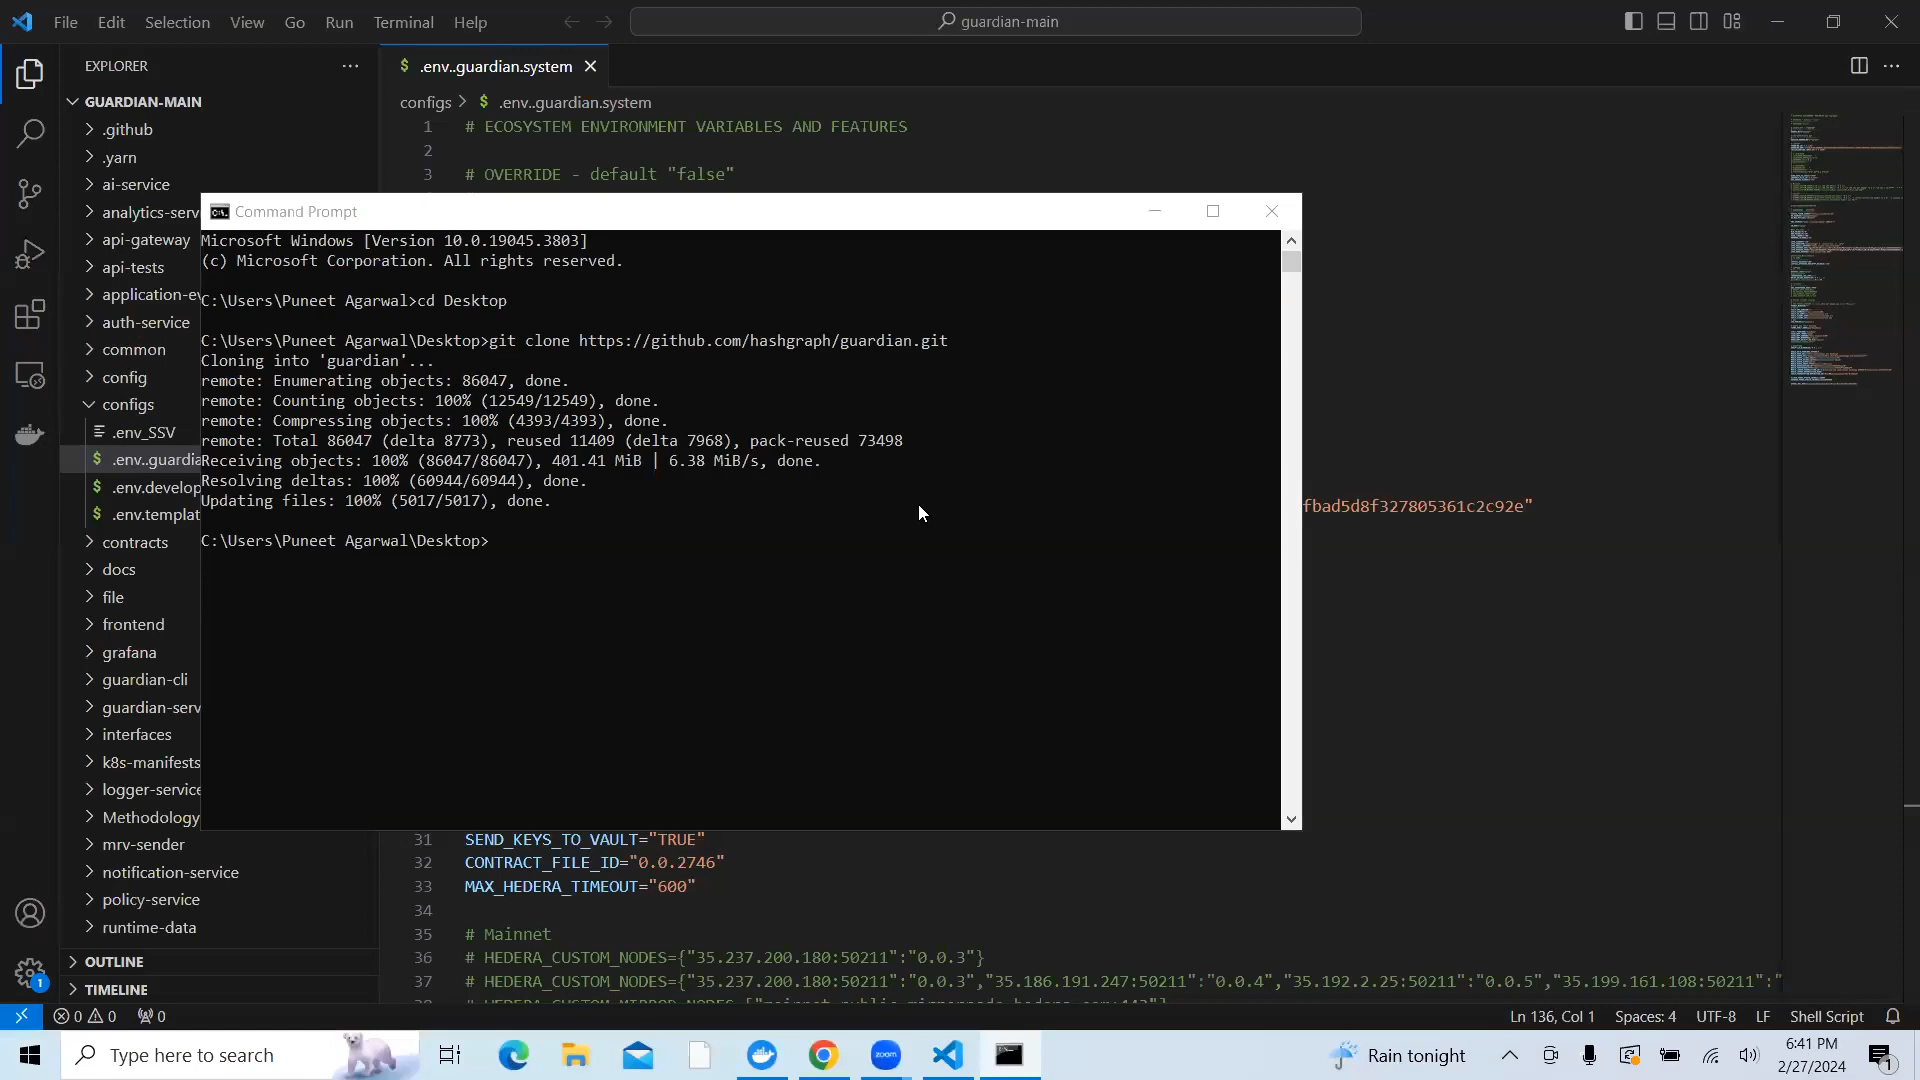 File Edit Selection View Go Run Terminal Help
guardian-main
EXPLORER
GUARDIAN-MAIN
.github
.yarn
ai-service
analytics-serv
api-gateway
api-tests
application-ev
auth-service
common
config
configs
.env_SSV
.env..guardia
.env.develop
.env.templat
contracts
docs
file
frontend
grafana
guardian-cli
guardian-serv
interfaces
k8s-manifests
logger-service
Methodology
mrv-sender
notification-service
policy-service
runtime-data
OUTLINE
TIMELINE
$ .env..guardian.system
configs > $ .env..guardian.system
1 # ECOSYSTEM ENVIRONMENT VARIABLES AND FEATURES
2
3 # OVERRIDE - default "false"
Command Prompt
Microsoft Windows [Version 10.0.19045.3803]
(c) Microsoft Corporation. All rights reserved.
C:\Users\Puneet Agarwal>cd Desktop
C:\Users\Puneet Agarwal\Desktop>git clone https://github.com/hashgraph/guardian.git
Cloning into 'guardian'...
remote: Enumerating objects: 86047, done.
remote: Counting objects: 100% (12549/12549), done.
remote: Compressing objects: 100% (4393/4393), done.
remote: Total 86047 (delta 8773), reused 11409 (delta 7968), pack-reused 73498
Receiving objects: 100% (86047/86047), 401.41 MiB | 6.38 MiB/s, done.
Resolving deltas: 100% (60944/60944), done.
Updating files: 100% (5017/5017), done.
C:\Users\Puneet Agarwal\Desktop>
fbad5d8f327805361c2c92e"
31 SEND_KEYS_TO_VAULT="TRUE"
32 CONTRACT_FILE_ID="0.0.2746"
33 MAX_HEDERA_TIMEOUT="600"
34
35 # Mainnet
36 # HEDERA_CUSTOM_NODES={"35.237.200.180:50211":"0.0.3"}
37 # HEDERA_CUSTOM_NODES={"35.237.200.180:50211":"0.0.3","35.186.191.247:50211":"0.0.4","35.192.2.25:50211":"0.0.5","35.199.161.108:50211":"
0 0 0
Ln 136, Col 1 Spaces: 4 UTF-8 LF Shell Script
Type here to search
zoom
Rain tonight
6:41 PM
2/27/2024
1